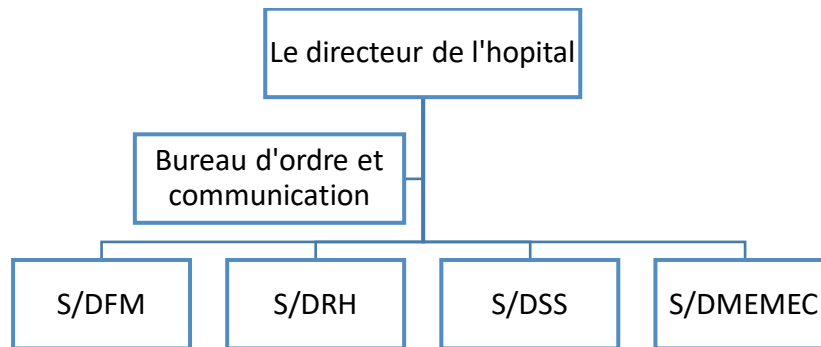 Le directeur de l'hopital
Bureau d'ordre et
communication
S/DFM
S/DRH
S/DSS
S/DMEMEC